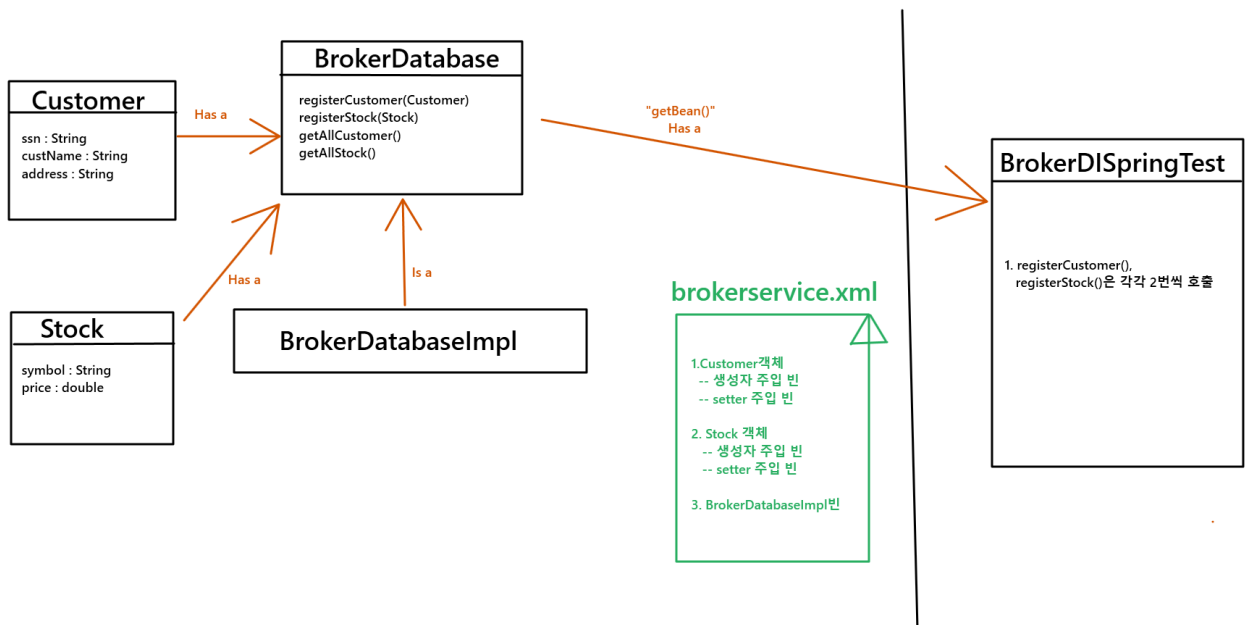 Customer
ssn : String
custName : String
address : String
Has a
BrokerDatabase
registerCustomer(Customer)
registerStock(Stock)
getAllCustomer()
getAllStock()
"getBean()"
Has a
BrokerDISpringTest
1. registerCustomer(),
registerStock()은 각각 2번씩 호출
Has a
Is a
Stock
symbol : String
price : double
BrokerDatabaseImpl
brokerservice.xml
1.Customer객체
-- 생성자 주입 빈
-- setter 주입 빈
2. Stock 객체
-- 생성자 주입 빈
-- setter 주입 빈
3. BrokerDatabaseImpl빈